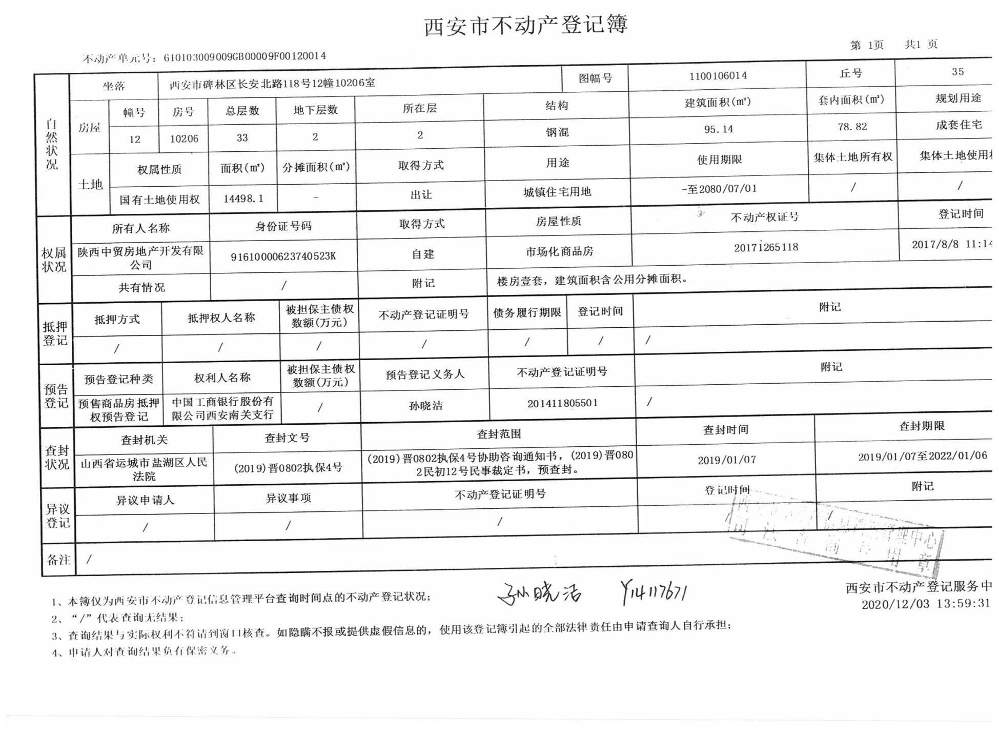 西安市不动产登记簿
第 1页 共1 页
不动产单元号：610103009009GB00009F00120014
自然状况
坐落 西安市碑林区长安北路118号12幢10206室 图幅号 1100106014 丘号 35
房屋
幢号 房号 总层数 地下层数 所在层 结构 建筑面积(㎡) 套内面积(㎡) 规划用途
12 10206 33 2 2 钢混 95.14 78.82 成套住宅
土地
权属性质 面积(㎡) 分摊面积(㎡) 取得方式 用途 使用期限 集体土地所有权 集体土地使用
国有土地使用权 14498.1 - 出让 城镇住宅用地 -至2080/07/01 / /
权属状况
所有人名称 身份证号码 取得方式 房屋性质 不动产权证号 登记时间
陕西中贸房地产开发有限公司 91610000623740523K 自建 市场化商品房 20171265118 2017/8/8 11:14
共有情况 / 附记 楼房壹套，建筑面积含公用分摊面积。
抵押登记
抵押方式 抵押权人名称 被担保主债权数额(万元) 不动产登记证明号 债务履行期限 登记时间 附记
/ / / / / / /
预告登记
预告登记种类 权利人名称 被担保主债权数额(万元) 预告登记义务人 不动产登记证明号 附记
预售商品房抵押权预告登记 中国工商银行股份有限公司西安南关支行 / 孙晓洁 201411805501 /
查封状况
查封机关 查封文号 查封范围 查封时间 查封期限
山西省运城市盐湖区人民法院 (2019)晋0802执保4号 (2019)晋0802执保4号协助咨询通知书，(2019)晋0802民初12号民事裁定书，预查封。 2019/01/07 2019/01/07至2022/01/06
异议登记
异议申请人 异议事项 不动产登记证明号 登记时间 附记
/ / / / /
备注 /
孙晓洁 Y14117671
西安市不动产登记服务中
2020/12/03 13:59:31
1、本簿仅为西安市不动产登记信息管理平台查询时间点的不动产登记状况；
2、“/”代表查询无结果；
3、查询结果与实际权利不符请到窗口核查。如隐瞒不报或提供虚假信息的，使用该登记簿引起的全部法律责任由申请查询人自行承担；
4、申请人对查询结果负有保密义务。